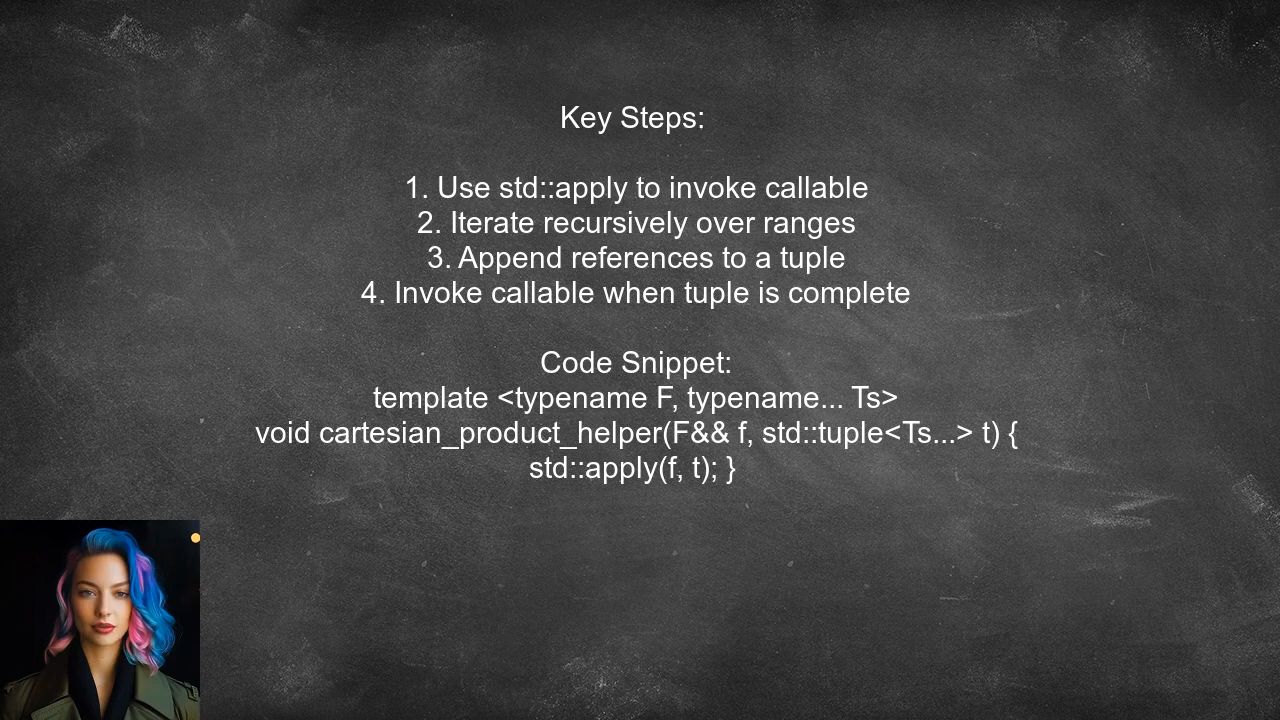 Key Steps:
1. Use std::apply to invoke callable
2. Iterate recursively over ranges
3. Append references to a tuple
4. Invoke callable when tuple is complete
Code Snippet:
template <typename F, typename... Ts>
void cartesian_product_helper(F&& f, std::tuple<Ts...> t) {
std::apply(f, t); }